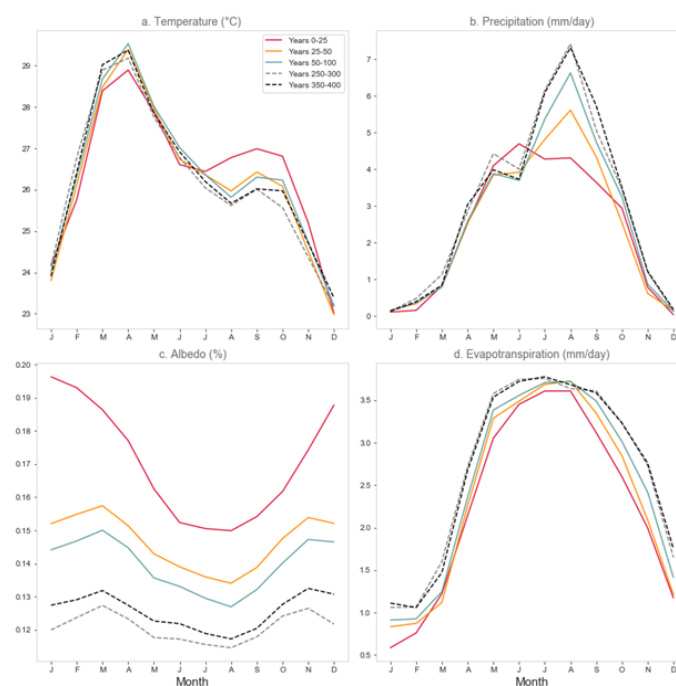 a. Temperature (°C)
29
28
27
26
25
24
23
J F M A M J J A S O N D
Years 0-25
Years 25-50
Years 50-100
Years 250-300
Years 350-400
b. Precipitation (mm/day)
7
6
5
4
3
2
1
0
J F M A M J J A S O N D
c. Albedo (%)
0.20
0.19
0.18
0.17
0.16
0.15
0.14
0.13
0.12
J F M A M J J A S O N D
Month
d. Evapotranspiration (mm/day)
3.5
3.0
2.5
2.0
1.5
1.0
0.5
J F M A M J J A S O N D
Month